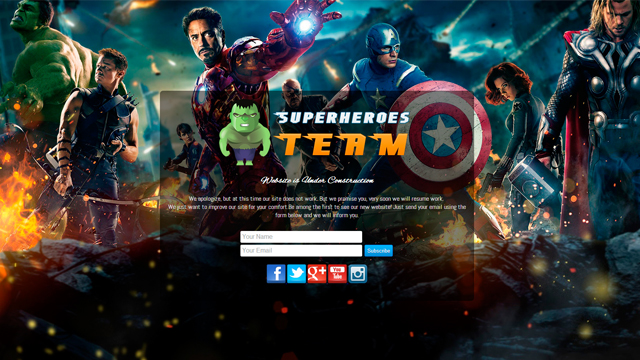 SUPERHEROES
TEAM
Website is Under Construction
We apologize, but at this time our site does not work. But we promise you, very soon we will resume work.
We just want to improve our site for your comfort.Be among the first to see our new website! Just send your email using the
form below and we will inform you.
Your Name
Your Email
Subscribe
f
g+
You
Tube